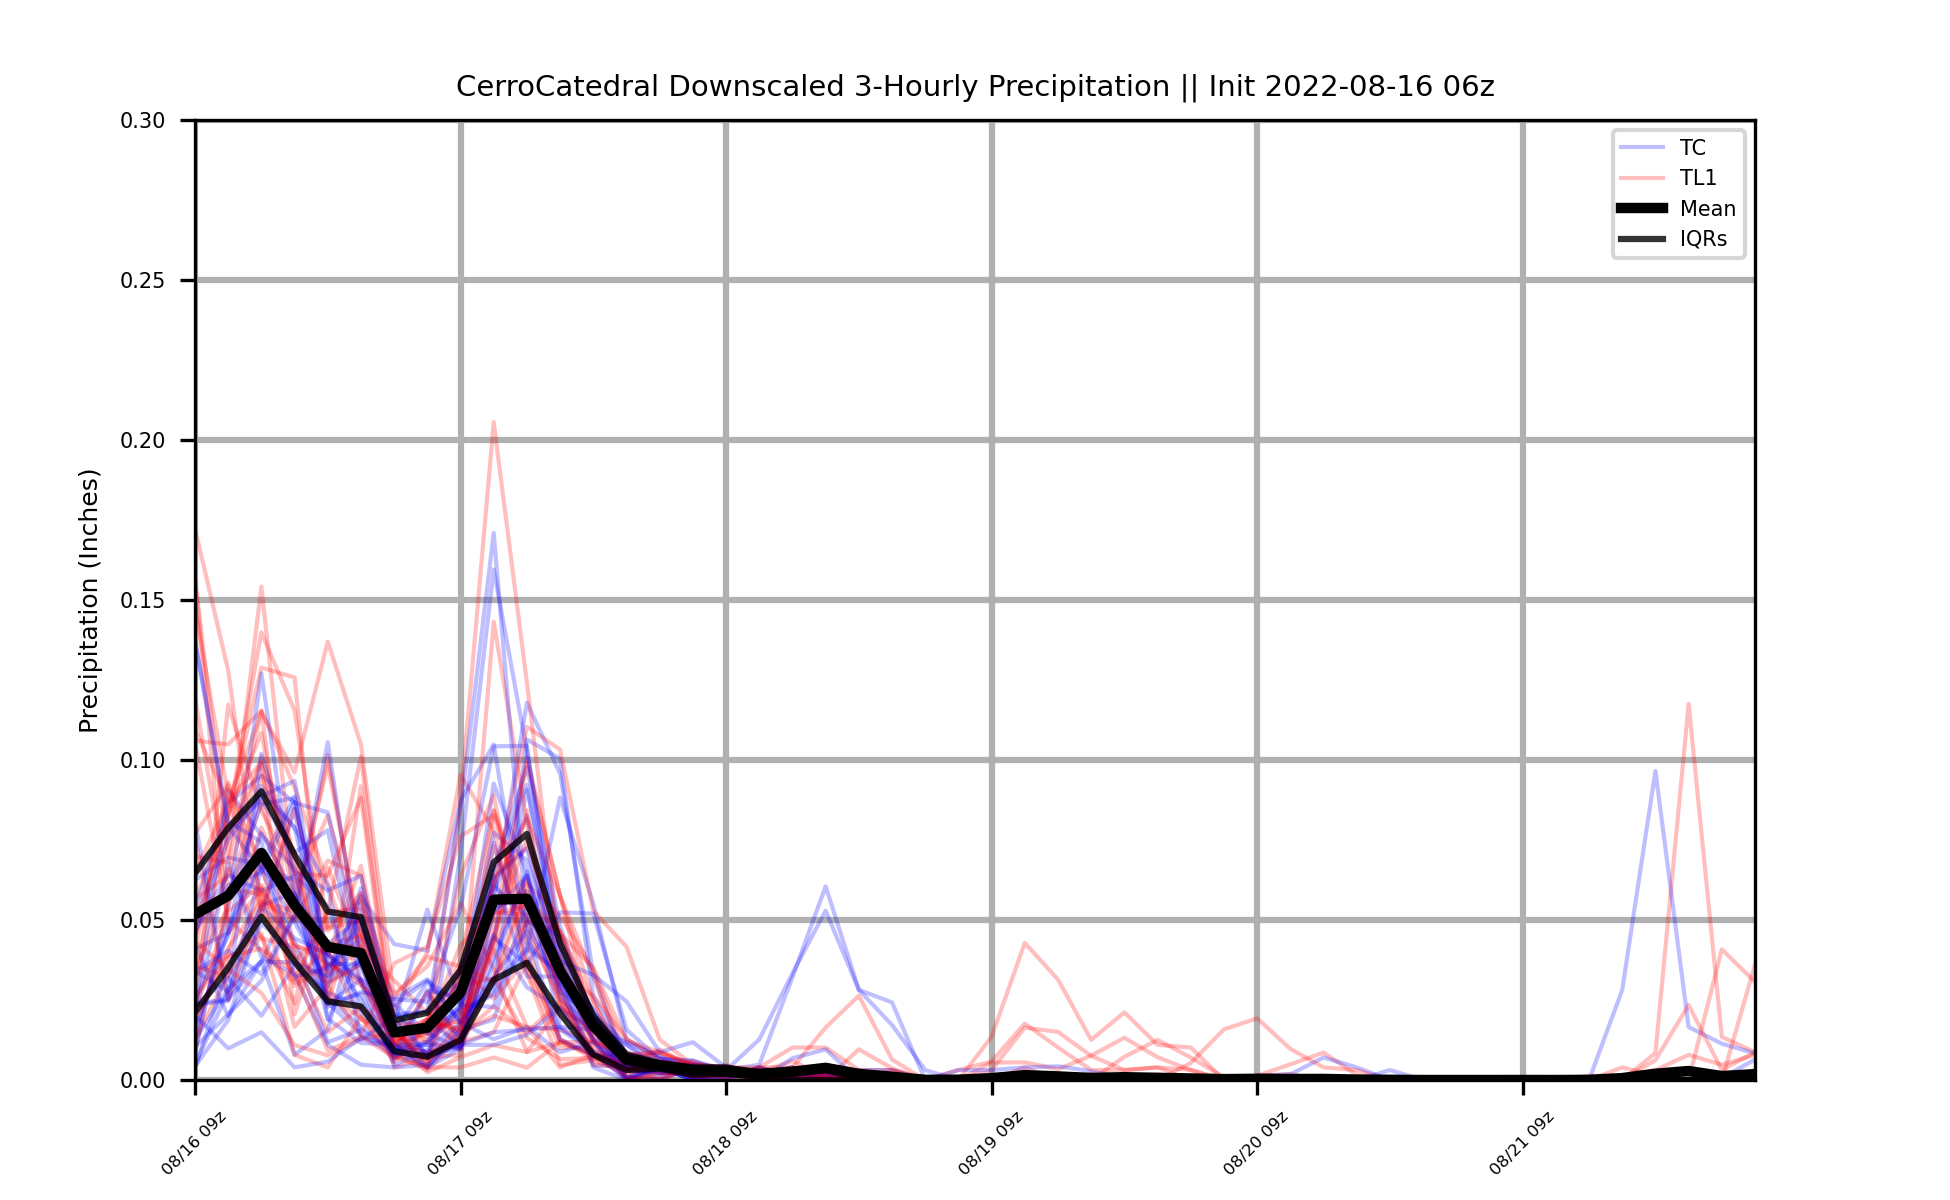 CerroCatedral Downscaled 3-Hourly Precipitation || Init 2022-08-16 06z
0.30
0.25
0.20
0.15
0.10
0.05
0.00
Precipitation (Inches)
TC
TL1
Mean
IQRs
08/16 09z
08/17 09z
08/18 09z
08/19 09z
08/20 09z
08/21 09z